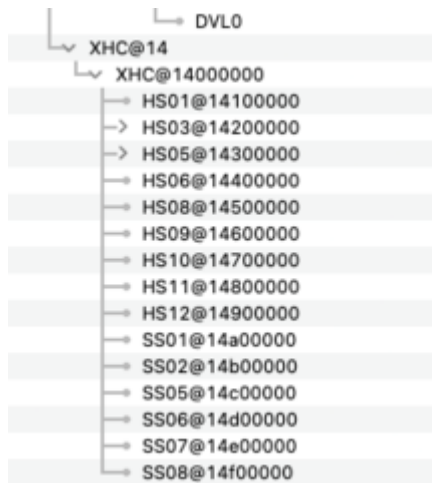 DVL0
XHC@14
XHC@14000000
HS01@14100000
HS03@14200000
HS05@14300000
HS06@14400000
HS08@14500000
HS09@14600000
HS10@14700000
HS11@14800000
HS12@14900000
SS01@14a00000
SS02@14b00000
SS05@14c00000
SS06@14d00000
SS07@14e00000
SS08@14f00000